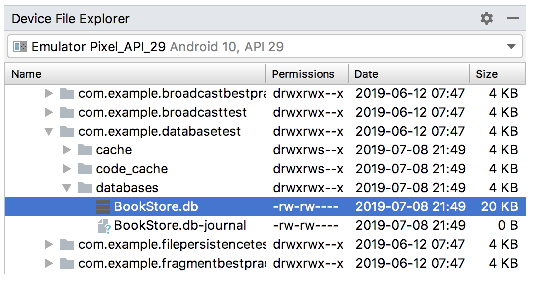 Device File Explorer
Emulator Pixel_API_29 Android 10, API 29
Name Permissions Date Size
com.example.broadcastbestpra drwxrwx--x 2019-06-12 07:47 4 KB
com.example.broadcasttest drwxrwx--x 2019-06-12 07:47 4 KB
com.example.databasetest drwxrwx--x 2019-06-12 07:47 4 KB
cache drwxrws--x 2019-07-08 21:49 4 KB
code_cache drwxrws--x 2019-07-08 21:49 4 KB
databases drwxrwx--x 2019-07-08 21:49 4 KB
BookStore.db -rw-rw---- 2019-07-08 21:49 20 KB
BookStore.db-journal -rw-rw---- 2019-07-08 21:49 0 B
com.example.filepersistencetes drwxrwx--x 2019-06-12 07:47 4 KB
com.example.fragmentbestprac drwxrwx--x 2019-06-12 07:47 4 KB